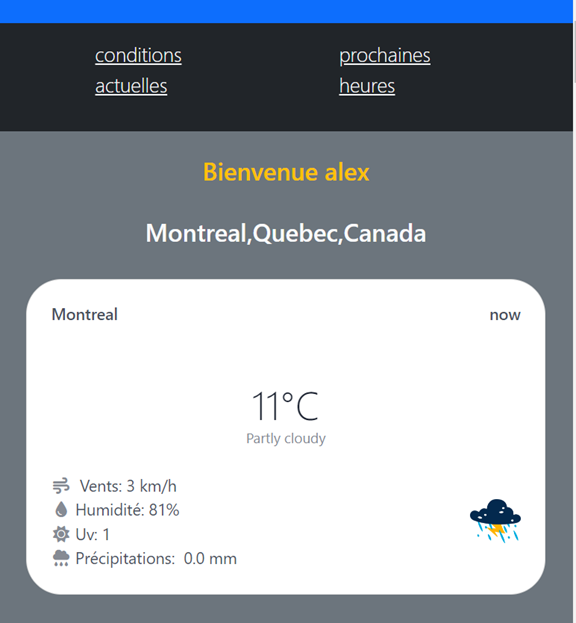 conditions prochaines
actuelles heures
Bienvenue alex
Montreal,Quebec,Canada
Montreal now
11°C
Partly cloudy
Vents: 3 km/h
Humidité: 81%
Uv: 1
Précipitations: 0.0 mm